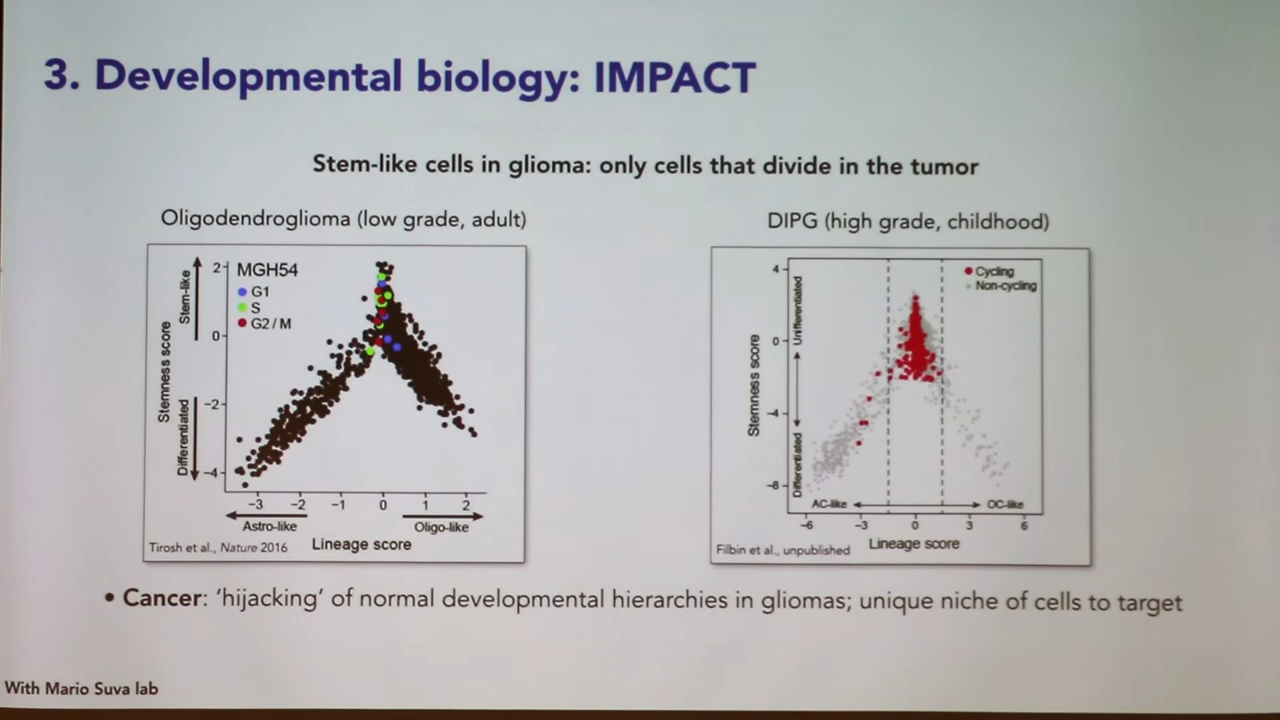 3. Developmental biology: IMPACT
Stem-like cells in glioma: only cells that divide in the tumor
Oligodendroglioma (low grade, adult)
DIPG (high grade, childhood)
MGH54
G1
S
G2 / M
Stemness score
Stem-like
Differentiated
2
0
−2
−4
−3 −2 −1 0 1 2
Astro-like
Oligo-like
Tirosh et al., Nature 2016
Lineage score
Cycling
Non-cycling
Stemness score
Differentiated
4
0
−4
−8
AC-like
OC-like
−6 −3 0 3 6
Filbin et al., unpublished
Lineage score
• Cancer: ‘hijacking’ of normal developmental hierarchies in gliomas; unique niche of cells to target
With Mario Suva lab